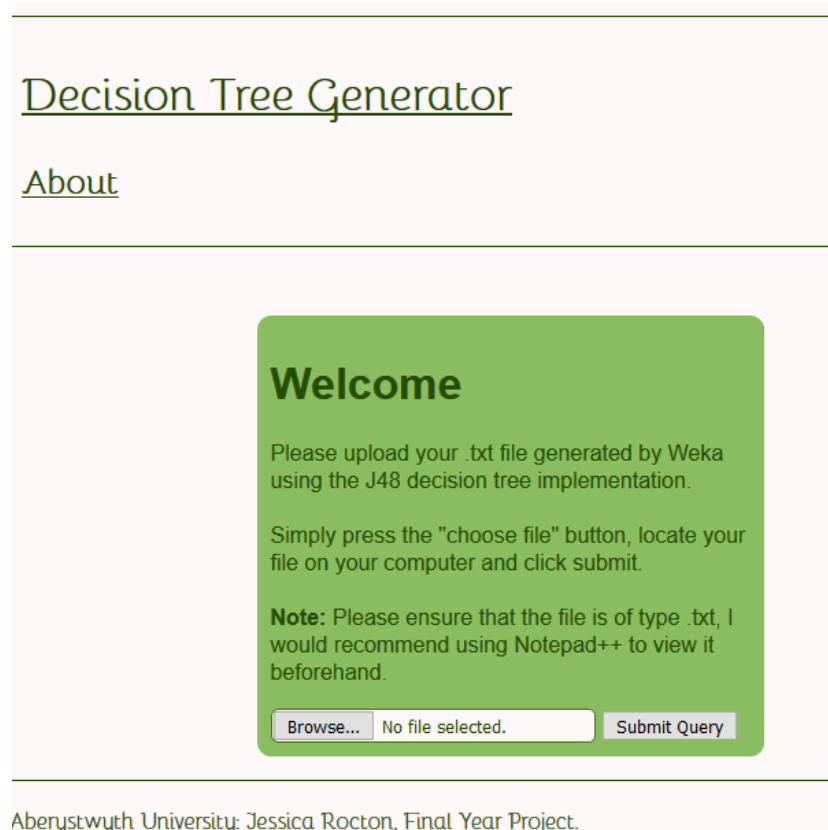 Decision Tree Generator
About
Welcome
Please upload your .txt file generated by Weka
using the J48 decision tree implementation.
Simply press the "choose file" button, locate your
file on your computer and click submit.
Note: Please ensure that the file is of type .txt, I
would recommend using Notepad++ to view it
beforehand.
Browse... No file selected. Submit Query
Aberystwyth University: Jessica Rocton, Final Year Project.